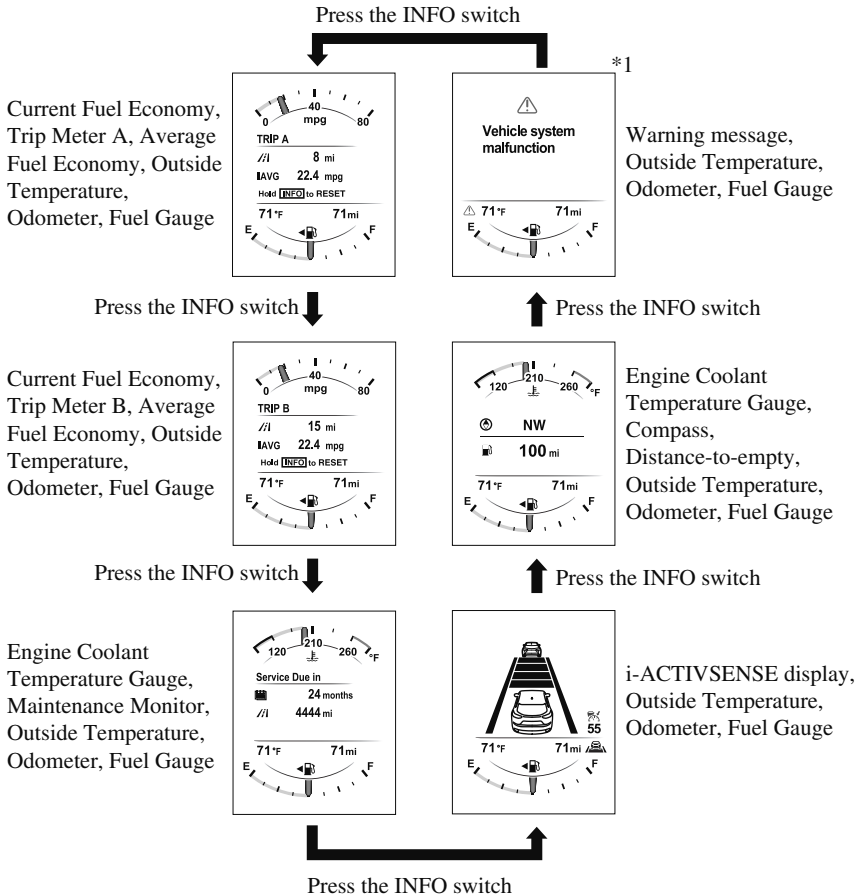 Press the INFO switch
*1
Current Fuel Economy,
Trip Meter A, Average
Fuel Economy, Outside
Temperature,
Odometer, Fuel Gauge
0 40 80
mpg
TRIP A
8 mi
AVG 22.4 mpg
Hold INFO to RESET
71°F 71mi
E F
Vehicle system
malfunction
71°F 71mi
E F
Warning message,
Outside Temperature,
Odometer, Fuel Gauge
Press the INFO switch
Press the INFO switch
Current Fuel Economy,
Trip Meter B, Average
Fuel Economy, Outside
Temperature,
Odometer, Fuel Gauge
0 40 80
mpg
TRIP B
15 mi
AVG 22.4 mpg
Hold INFO to RESET
71°F 71mi
E F
120 210 260 °F
NW
100 mi
71°F 71mi
E F
Engine Coolant
Temperature Gauge,
Compass,
Distance-to-empty,
Outside Temperature,
Odometer, Fuel Gauge
Press the INFO switch
Press the INFO switch
Engine Coolant
Temperature Gauge,
Maintenance Monitor,
Outside Temperature,
Odometer, Fuel Gauge
120 210 260 °F
Service Due in
24 months
4444 mi
71°F 71mi
E F
55
71°F 71mi
E F
i-ACTIVSENSE display,
Outside Temperature,
Odometer, Fuel Gauge
Press the INFO switch